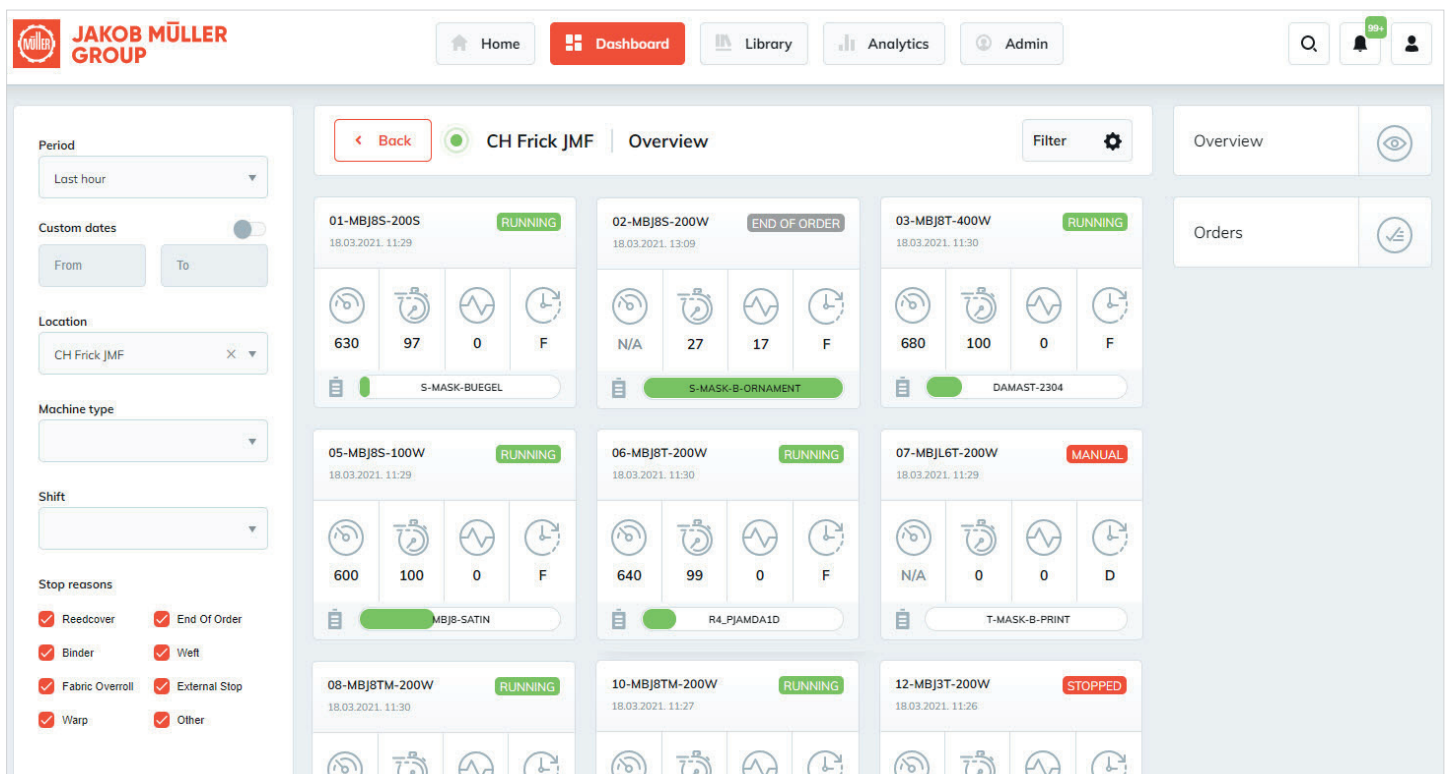 Müller
JAKOB MÜLLER
GROUP
Home
Dashboard
Library
Analytics
Admin
99+
Period
Last hour
Custom dates
From
To
Location
CH Frick JMF
Machine type
Shift
Stop reasons
Reedcover
End Of Order
Binder
Weft
Fabric Overroll
External Stop
Warp
Other
Back
CH Frick JMF
Overview
Filter
01-MBJ8S-200S
RUNNING
18.03.2021. 11:29
630
97
0
F
S-MASK-BUEGEL
02-MBJ8S-200W
END OF ORDER
18.03.2021. 13:09
N/A
27
17
F
S-MASK-B-ORNAMENT
03-MBJ8T-400W
RUNNING
18.03.2021. 11:30
680
100
0
F
DAMAST-2304
05-MBJ8S-100W
RUNNING
18.03.2021. 11:29
600
100
0
F
MBJ8-SATIN
06-MBJ8T-200W
RUNNING
18.03.2021. 11:30
640
99
0
F
R4_PJAMDA1D
07-MBJL6T-200W
MANUAL
18.03.2021. 11:29
N/A
0
0
D
T-MASK-B-PRINT
08-MBJ8TM-200W
RUNNING
18.03.2021. 11:30
10-MBJ8TM-200W
RUNNING
18.03.2021. 11:27
12-MBJ3T-200W
STOPPED
18.03.2021. 11:26
Overview
Orders